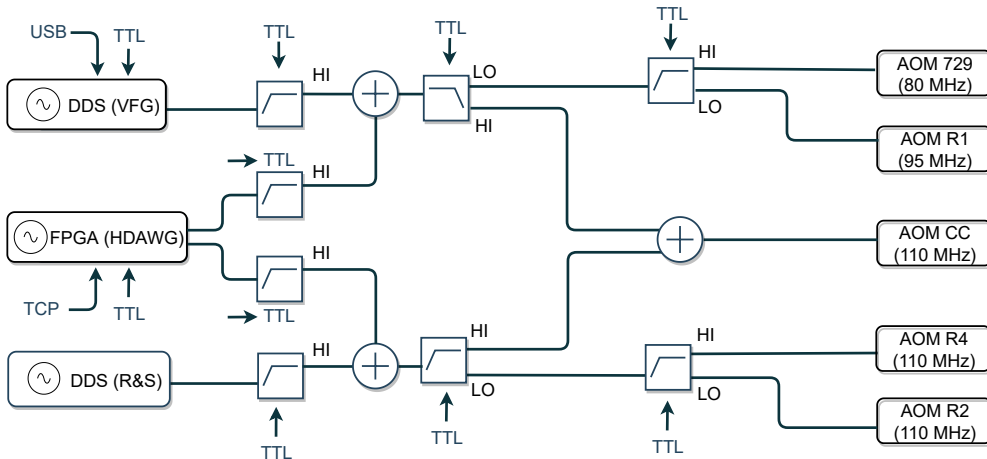 USB
TTL
TTL
TTL
TTL
HI
LO
HI
AOM 729
(80 MHz)
DDS (VFG)
HI
LO
AOM R1
(95 MHz)
TTL
HI
FPGA (HDAWG)
AOM CC
(110 MHz)
HI
TCP
TTL
TTL
HI
HI
AOM R4
(110 MHz)
HI
DDS (R&S)
LO
LO
AOM R2
(110 MHz)
TTL
TTL
TTL